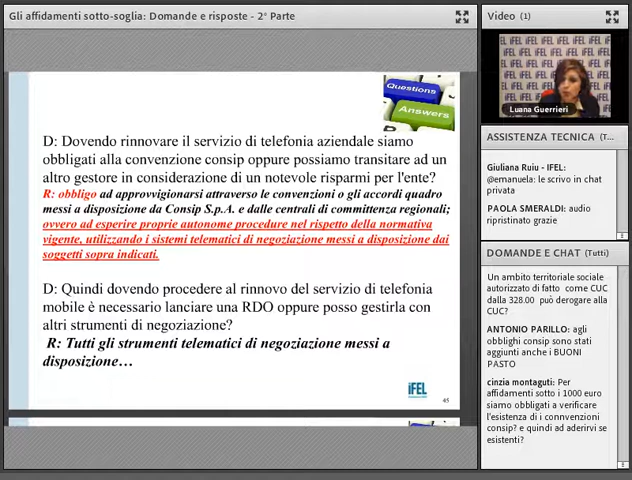 Gli affidamenti sotto-soglia: Domande e risposte - 2° Parte
Questions
Answers
D: Dovendo rinnovare il servizio di telefonia aziendale siamo
obbligati alla convenzione consip oppure possiamo transitare ad un
altro gestore in considerazione di un notevole risparmi per l'ente?
R: obbligo ad approvvigionarsi attraverso le convenzioni o gli accordi quadro
messi a disposizione da Consip S.p.A. e dalle centrali di committenza regionali;
ovvero ad esperire proprie autonome procedure nel rispetto della normativa
vigente, utilizzando i sistemi telematici di negoziazione messi a disposizione dai
soggetti sopra indicati.
D: Quindi dovendo procedere al rinnovo del servizio di telefonia
mobile è necessario lanciare una RDO oppure posso gestirla con
altri strumenti di negoziazione?
R: Tutti gli strumenti telematici di negoziazione messi a
disposizione…
iFEL
45
Video (1)
Luana Guerrieri
ASSISTENZA TECNICA (T...
Giuliana Ruiu - IFEL:
@emanuela: le scrivo in chat
privata
PAOLA SMERALDI: audio
ripristinato grazie
DOMANDE E CHAT (Tutti)
Un ambito territoriale sociale
autorizzato di fatto come CUC
dalla 328.00 può derogare alla
CUC?
ANTONIO PARILLO: agli
obblighi consip sono stati
aggiunti anche i BUONI
PASTO
cinzia montaguti: Per
affidamenti sotto i 1000 euro
siamo obbligati a verificare
l'esistenza di i connvenzioni
consip? e quindi ad aderirvi se
esistenti?